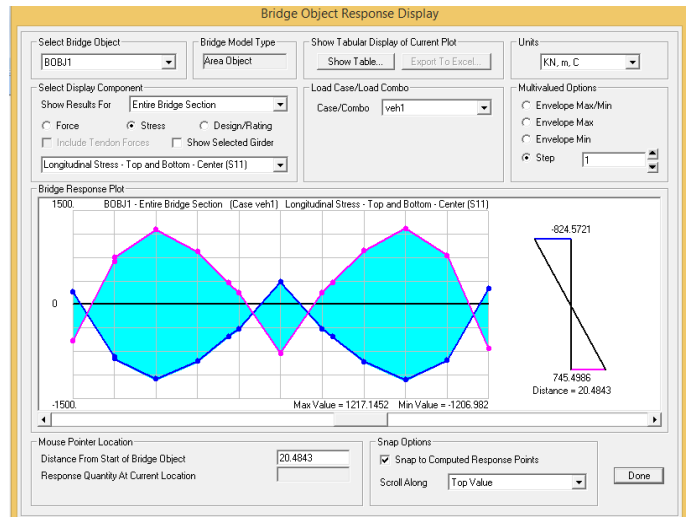 Bridge Object Response Display
Select Bridge Object
BOBJ1
Bridge Model Type
Area Object
Show Tabular Display of Current Plot
Show Table...
Export To Excel...
Units
KN, m, C
Select Display Component
Show Results For
Entire Bridge Section
Force
Stress
Design/Rating
Include Tendon Forces
Show Selected Girder
Longitudinal Stress - Top and Bottom - Center (S11)
Load Case/Load Combo
Case/Combo
veh1
Multivalued Options
Envelope Max/Min
Envelope Max
Envelope Min
Step
1
Bridge Response Plot
1500.
BOBJ1 - Entire Bridge Section (Case veh1) Longitudinal Stress - Top and Bottom - Center (S11)
0
-1500.
Max Value = 1217.1452 Min Value = -1206.982
-824.5721
745.4986
Distance = 20.4843
Mouse Pointer Location
Distance From Start of Bridge Object
20.4843
Response Quantity At Current Location
Snap Options
Snap to Computed Response Points
Scroll Along
Top Value
Done